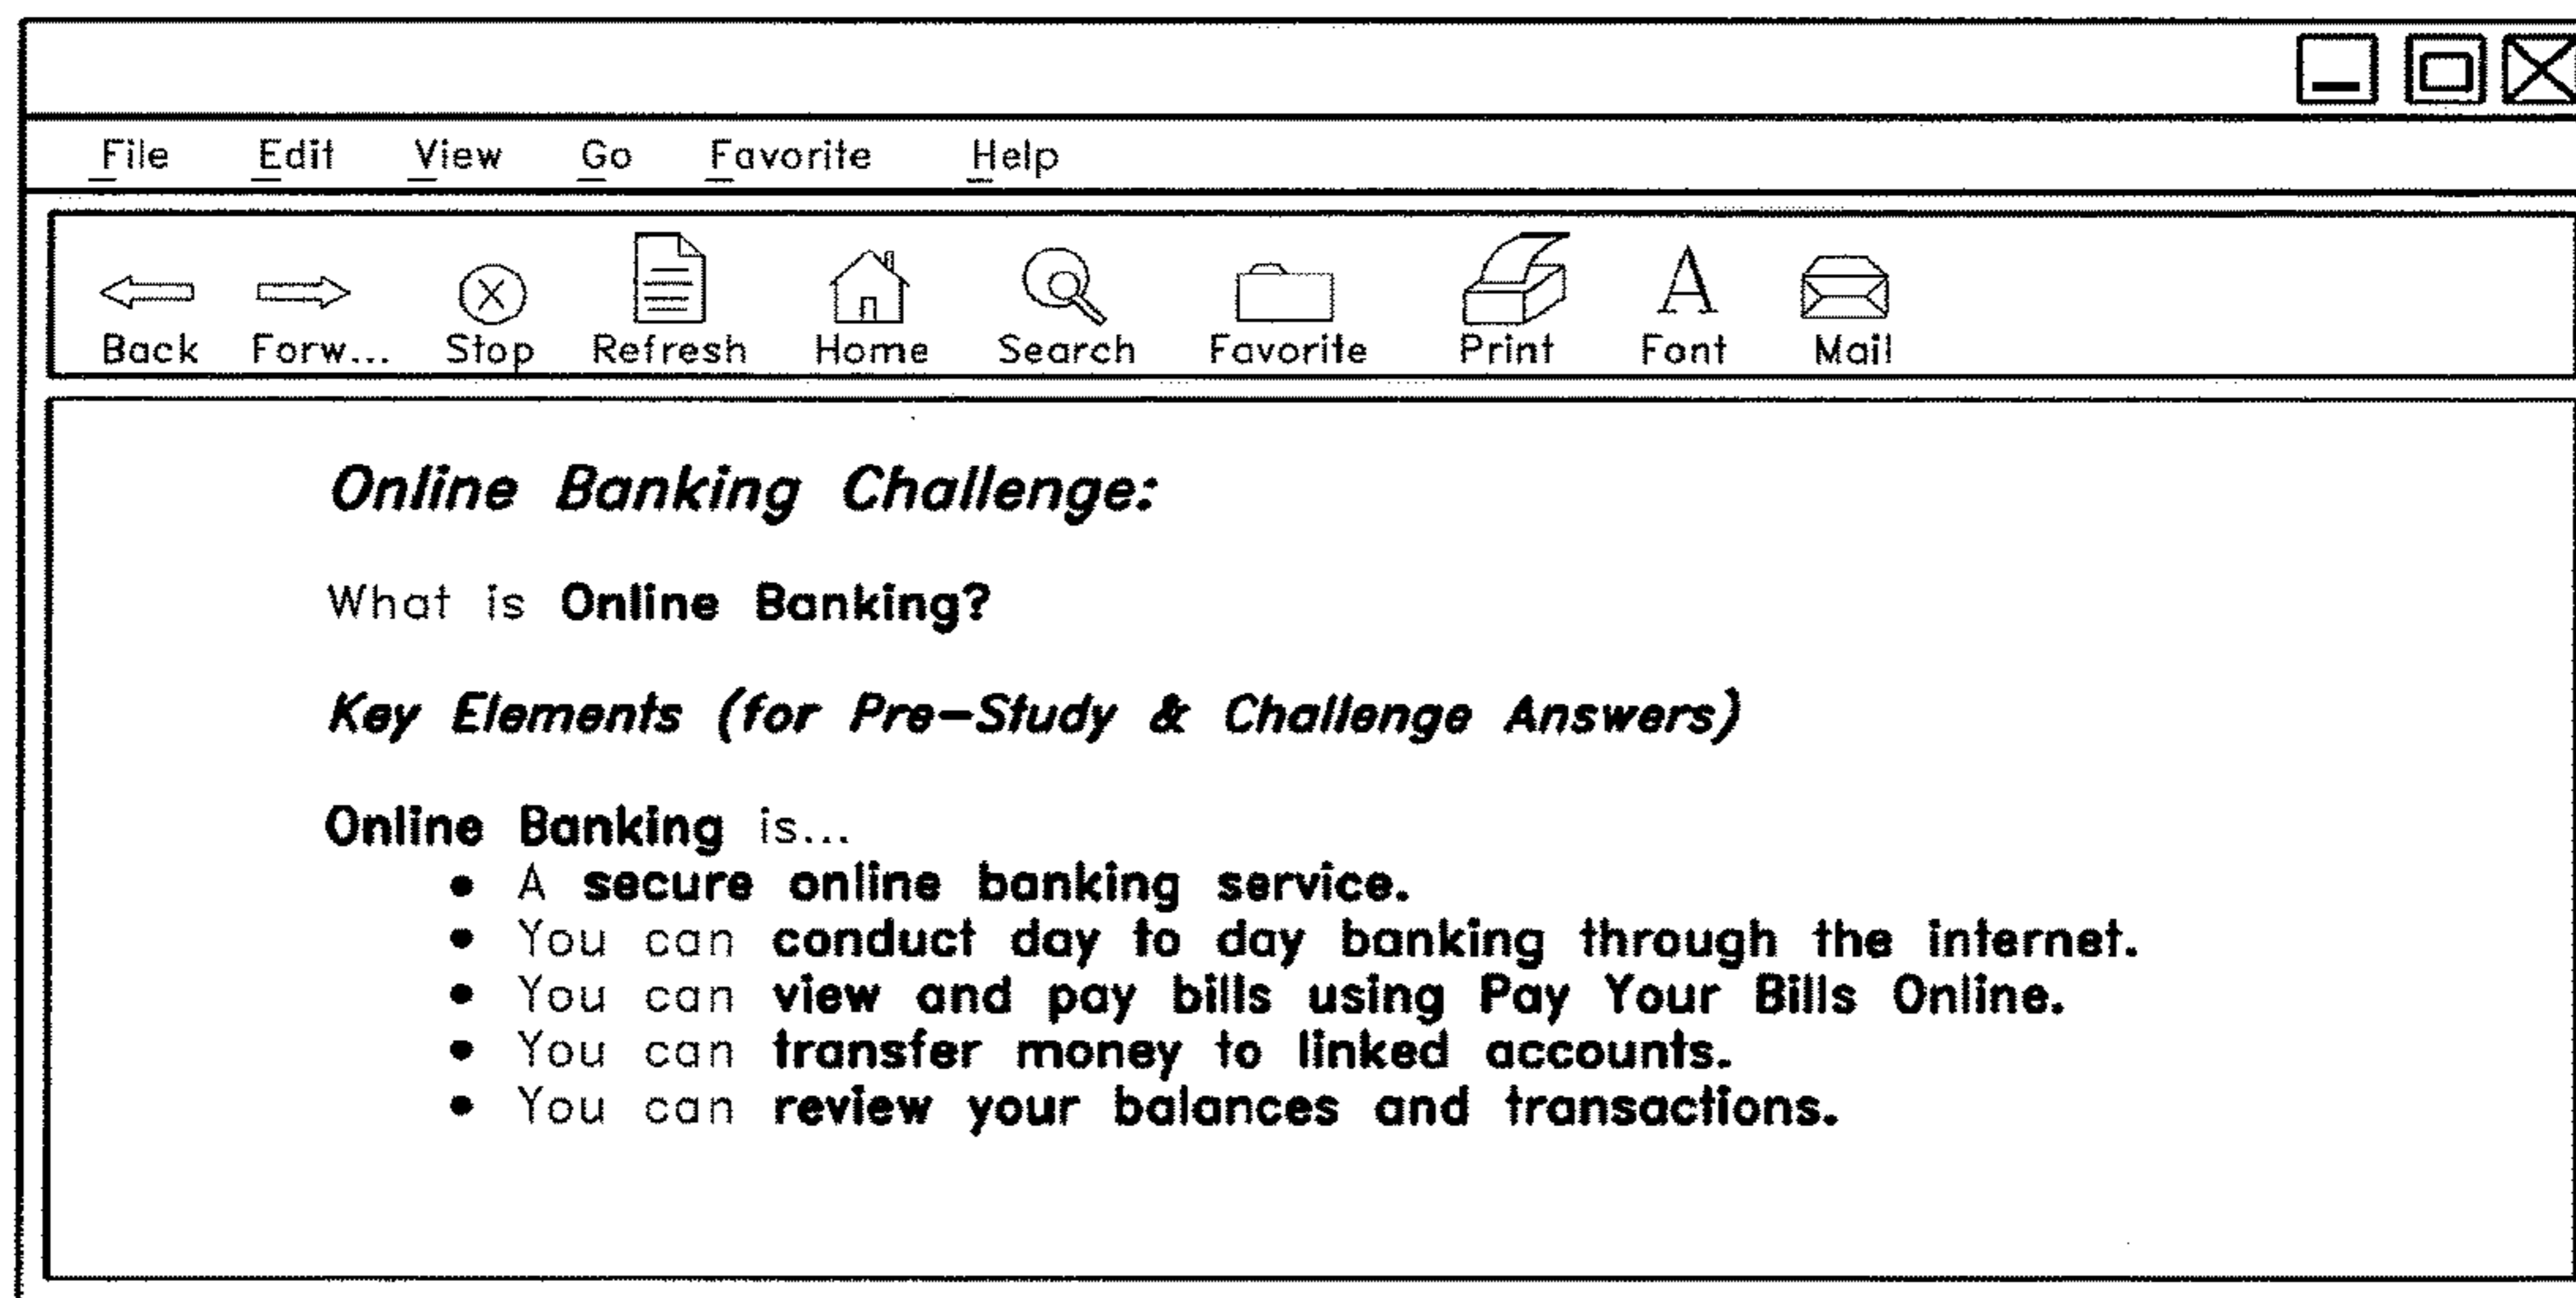 File Edit View Go Favorite Help
Back Forw... Stop Refresh Home Search Favorite Print Font Mail
Online Banking Challenge:
What is Online Banking?
Key Elements (for Pre-Study & Challenge Answers)
Online Banking is...
• A secure online banking service.
• You can conduct day to day banking through the internet.
• You can view and pay bills using Pay Your Bills Online.
• You can transfer money to linked accounts.
• You can review your balances and transactions.